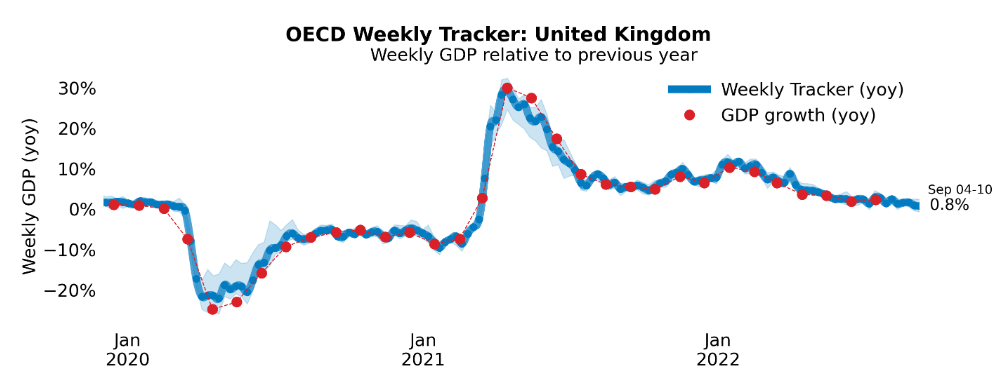 OECD Weekly Tracker: United Kingdom
Weekly GDP relative to previous year
Weekly GDP (yoy)
30%
20%
10%
0%
−10%
−20%
Weekly Tracker (yoy)
GDP growth (yoy)
Sep 04-10
0.8%
Jan
2020
Jan
2021
Jan
2022